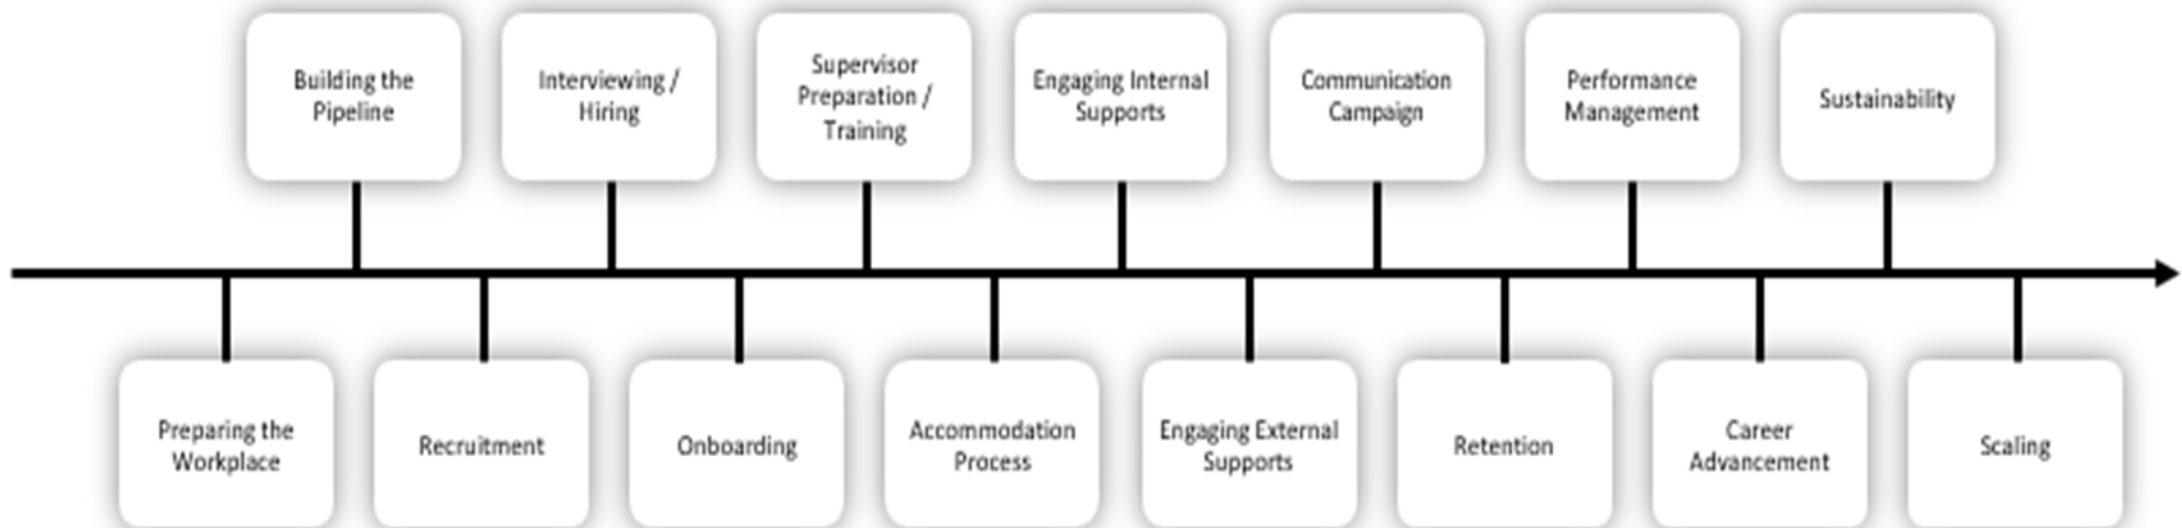 Building the
Pipeline
Interviewing /
Hiring
Supervisor
Preparation /
Training
Engaging Internal
Supports
Communication
Campaign
Performance
Management
Sustainability
Preparing the
Workplace
Recruitment
Onboarding
Accommodation
Process
Engaging External
Supports
Retention
Career
Advancement
Scaling